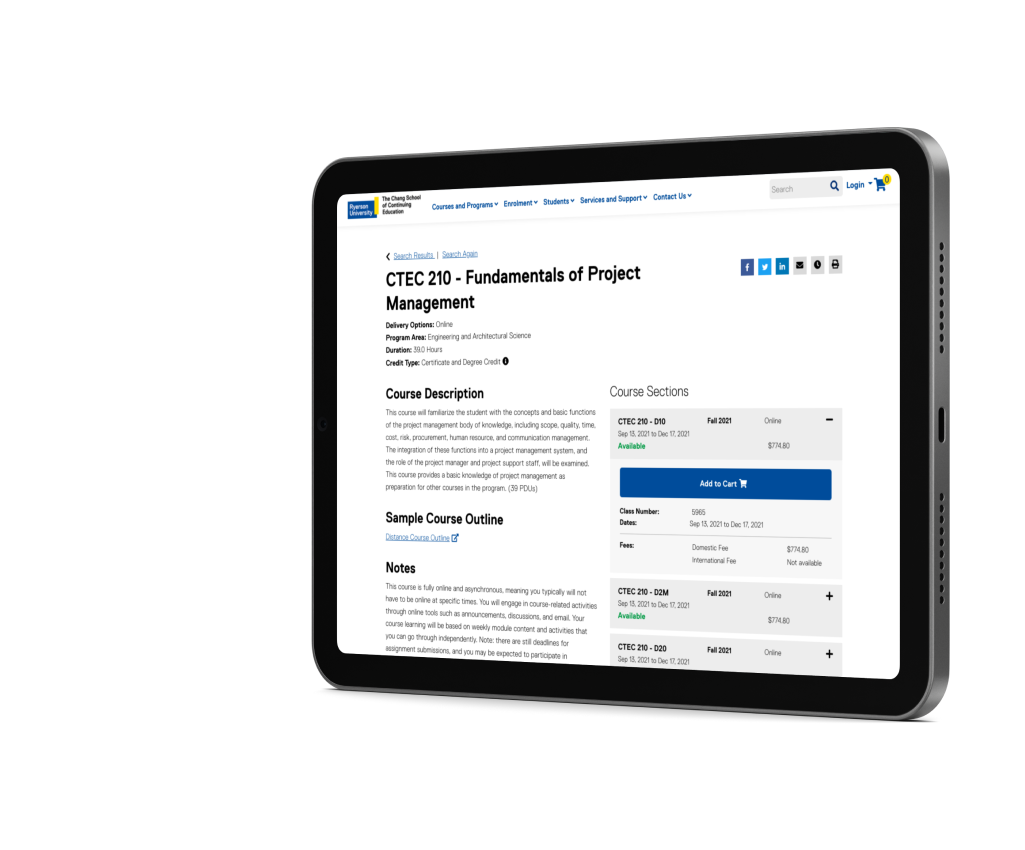 Ryerson
University
The Chang School
of Continuing
Education
Courses and Programs
Enrolment
Students
Services and Support
Contact Us
Search
Login
0
Search Results | Search Again
CTEC 210 - Fundamentals of Project
Management
Delivery Options: Online
Program Area: Engineering and Architectural Science
Duration: 39.0 Hours
Credit Type: Certificate and Degree Credit
Course Description
This course will familiarize the student with the concepts and basic functions
of the project management body of knowledge, including scope, quality, time,
cost, risk, procurement, human resource, and communication management.
The integration of these functions into a project management system, and
the role of the project manager and project support staff, will be examined.
This course provides a basic knowledge of project management as
preparation for other courses in the program. (39 PDUs)
Sample Course Outline
Distance Course Outline
Notes
This course is fully online and asynchronous, meaning you typically will not
have to be online at specific times. You will engage in course-related activities
through online tools such as announcements, discussions, and email. Your
course learning will be based on weekly module content and activities that
you can go through independently. Note: there are still deadlines for
assignment submissions, and you may be expected to participate in
Course Sections
CTEC 210 - D10 Fall 2021 Online
Sep 13, 2021 to Dec 17, 2021
Available $774.80
Add to Cart
Class Number: 5965
Dates: Sep 13, 2021 to Dec 17, 2021
Fees: Domestic Fee $774.80
International Fee Not available
CTEC 210 - D2M Fall 2021 Online
Sep 13, 2021 to Dec 17, 2021
Available $774.80
CTEC 210 - D20 Fall 2021 Online
Sep 13, 2021 to Dec 17, 2021